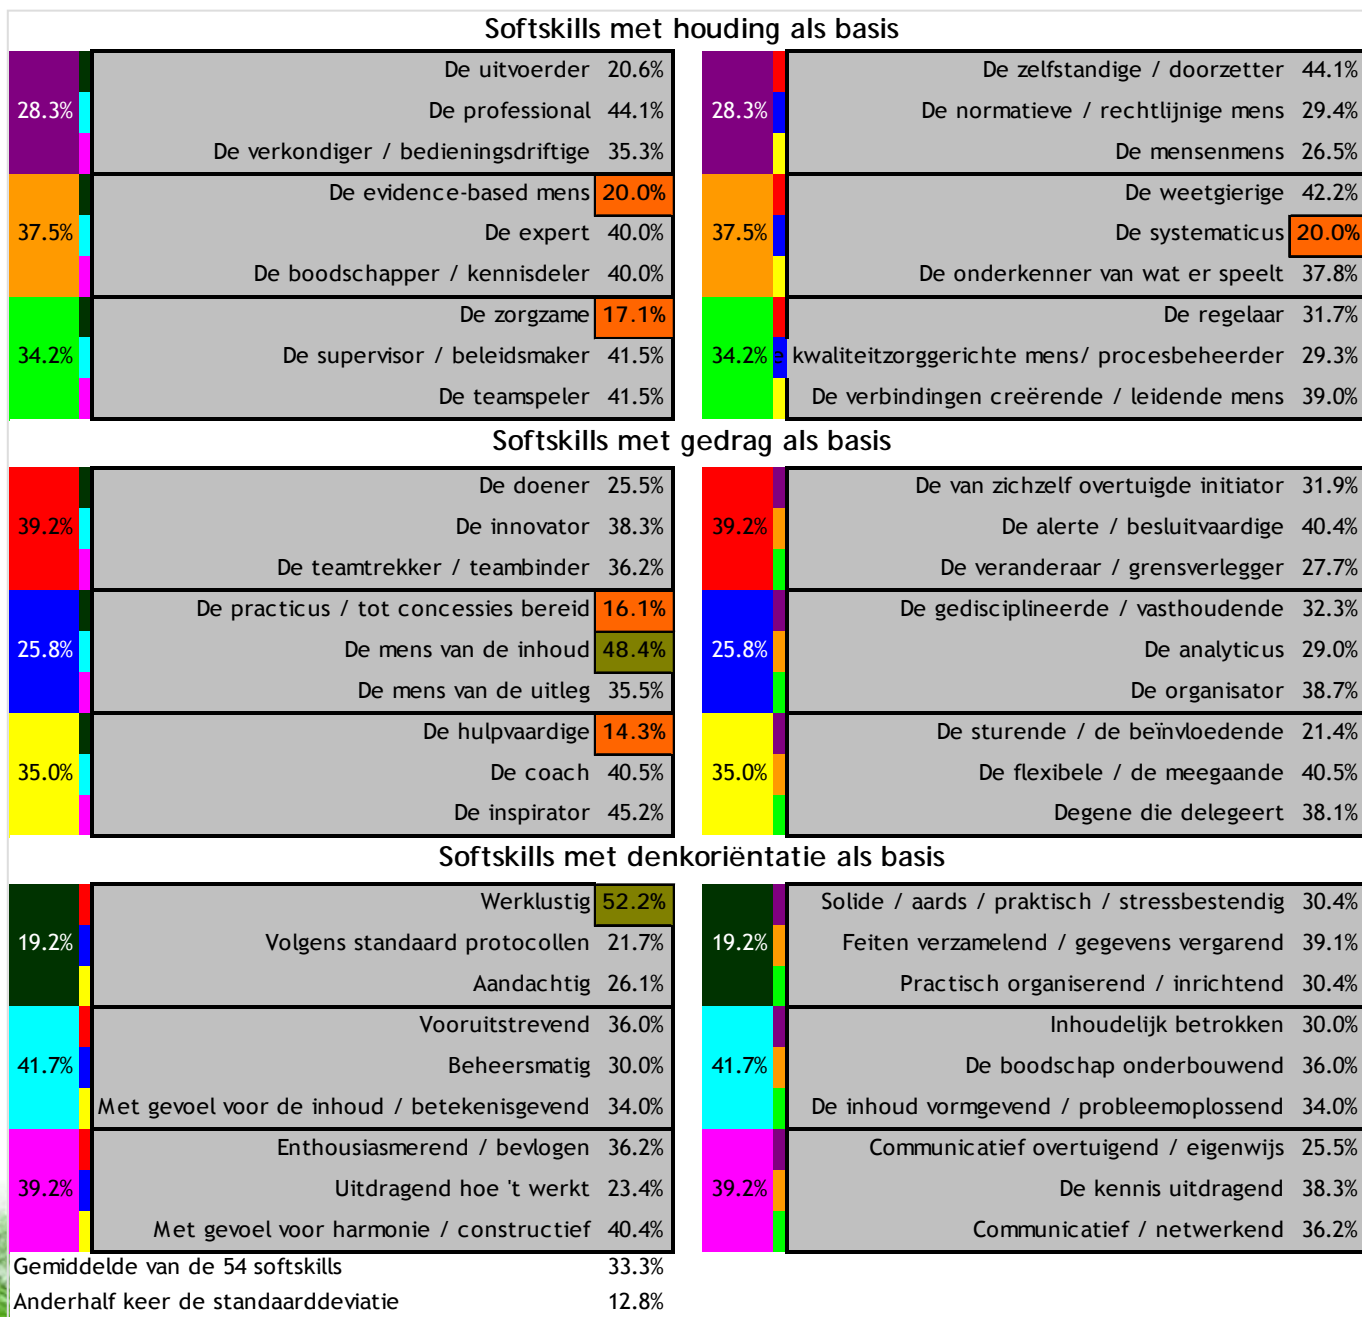 Softskills met houding als basis
De uitvoerder 20.6% De zelfstandige / doorzetter 44.1%
28.3% De professional 44.1% 28.3% De normatieve / rechtlijnige mens 29.4%
De verkondiger / bedieningsdriftige 35.3% De mensenmens 26.5%
De evidence-based mens 20.0% De weetgierige 42.2%
37.5% De expert 40.0% 37.5% De systematicus 20.0%
De boodschapper / kennisdeler 40.0% De onderkenner van wat er speelt 37.8%
De zorgzame 17.1% De regelaar 31.7%
34.2% De supervisor / beleidsmaker 41.5% 34.2% e kwaliteitzorggerichte mens/ procesbeheerder 29.3%
De teamspeler 41.5% De verbindingen creërende / leidende mens 39.0%
Softskills met gedrag als basis
De doener 25.5% De van zichzelf overtuigde initiator 31.9%
39.2% De innovator 38.3% 39.2% De alerte / besluitvaardige 40.4%
De teamtrekker / teambinder 36.2% De veranderaar / grensverlegger 27.7%
De practicus / tot concessies bereid 16.1% De gedisciplineerde / vasthoudende 32.3%
25.8% De mens van de inhoud 48.4% 25.8% De analyticus 29.0%
De mens van de uitleg 35.5% De organisator 38.7%
De hulpvaardige 14.3% De sturende / de beïnvloedende 21.4%
35.0% De coach 40.5% 35.0% De flexibele / de meegaande 40.5%
De inspirator 45.2% Degene die delegeert 38.1%
Softskills met denkoriëntatie als basis
Werklustig 52.2% Solide / aards / praktisch / stressbestendig 30.4%
19.2% Volgens standaard protocollen 21.7% 19.2% Feiten verzamelend / gegevens vergarend 39.1%
Aandachtig 26.1% Practisch organiserend / inrichtend 30.4%
Vooruitstrevend 36.0% Inhoudelijk betrokken 30.0%
41.7% Beheersmatig 30.0% 41.7% De boodschap onderbouwend 36.0%
Met gevoel voor de inhoud / betekenisgevend 34.0% De inhoud vormgevend / probleemoplossend 34.0%
Enthousiasmerend / bevlogen 36.2% Communicatief overtuigend / eigenwijs 25.5%
39.2% Uitdragend hoe 't werkt 23.4% 39.2% De kennis uitdragend 38.3%
Met gevoel voor harmonie / constructief 40.4% Communicatief / netwerkend 36.2%
Gemiddelde van de 54 softskills 33.3%
Anderhalf keer de standaarddeviatie 12.8%